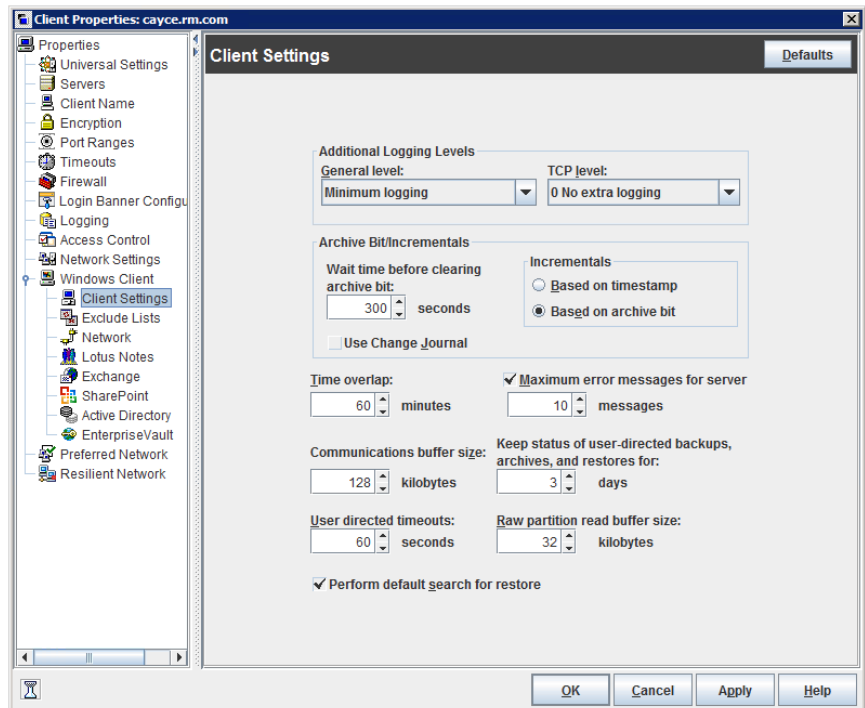 Client Properties: cayce.rm.com
Properties
Universal Settings
Servers
Client Name
Encryption
Port Ranges
Timeouts
Firewall
Login Banner Configu
Logging
Access Control
Network Settings
Windows Client
Client Settings
Exclude Lists
Network
Lotus Notes
Exchange
SharePoint
Active Directory
EnterpriseVault
Preferred Network
Resilient Network
Client Settings
Defaults
Additional Logging Levels
General level:
TCP level:
Minimum logging
0 No extra logging
Archive Bit/Incrementals
Wait time before clearing
archive bit:
300 seconds
Incrementals
Based on timestamp
Based on archive bit
Use Change Journal
Time overlap:
60 minutes
Maximum error messages for server
10 messages
Communications buffer size:
128 kilobytes
Keep status of user-directed backups,
archives, and restores for:
3 days
User directed timeouts:
60 seconds
Raw partition read buffer size:
32 kilobytes
Perform default search for restore
OK
Cancel
Apply
Help